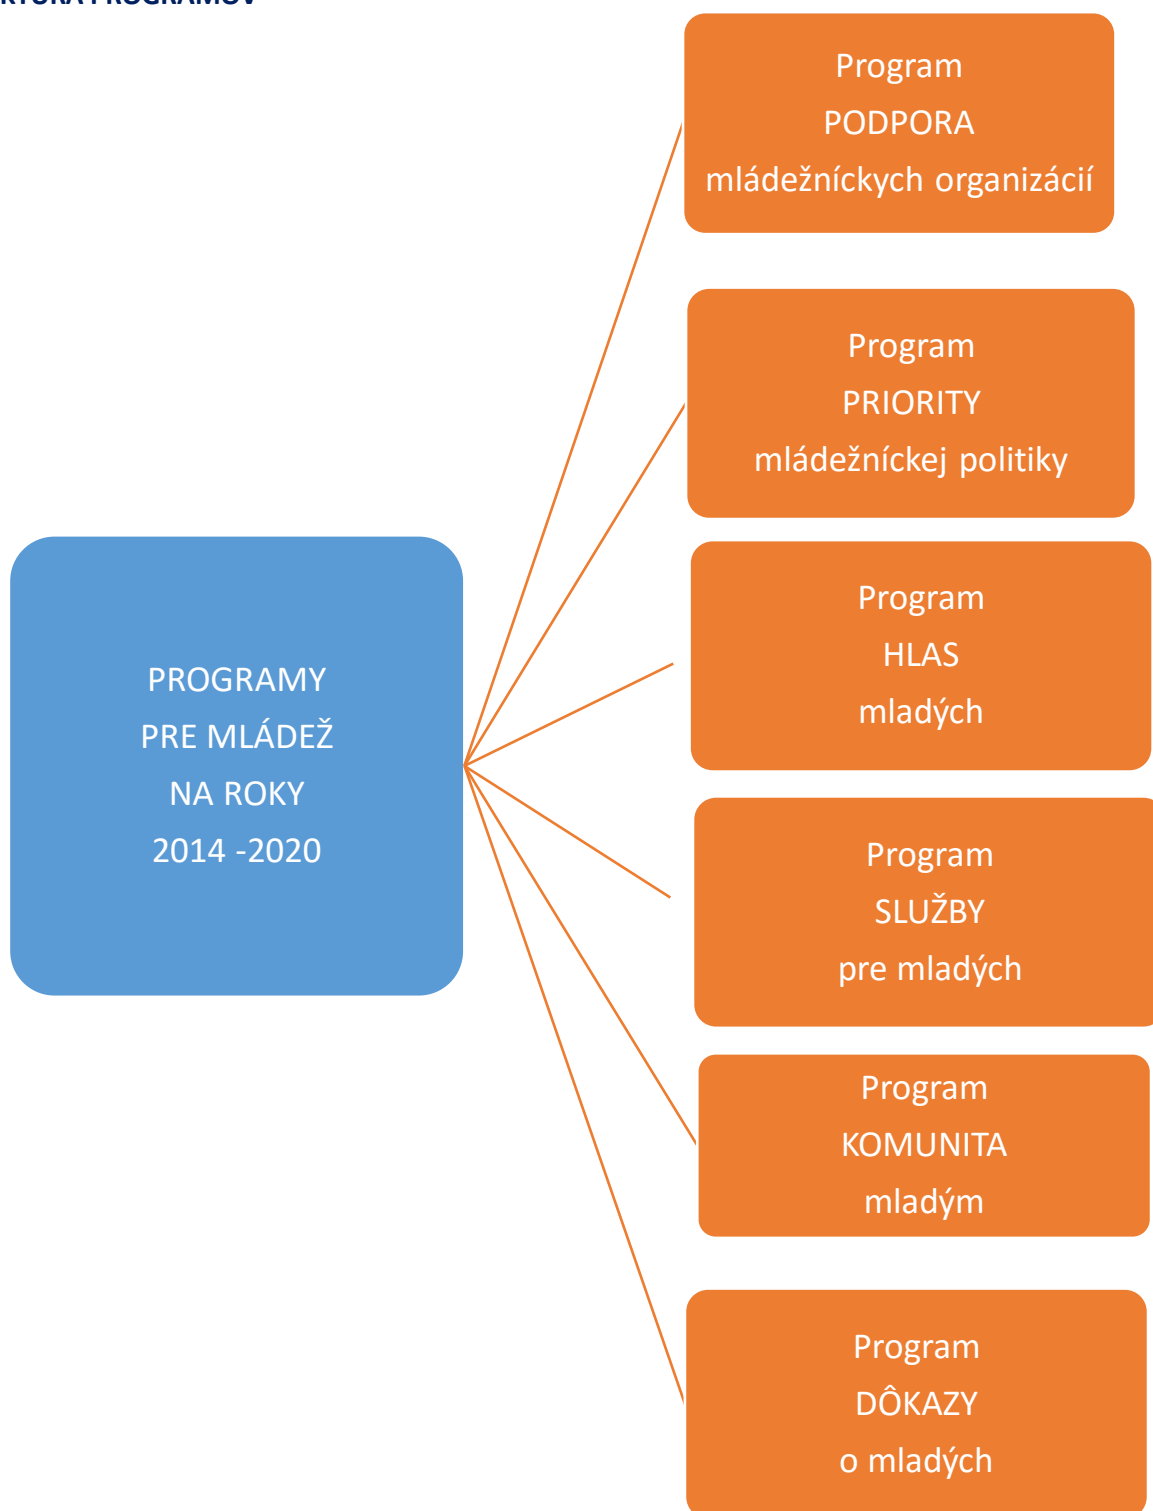 PROGRAMOV
Program
PODPORA
mládežníckych organizácií
Program
PRIORITY
mládežníckej politiky
Program
HLAS
mladých
PROGRAMY
PRE MLÁDEŽ
NA ROKY
2014 -2020
Program
SLUŽBY
pre mladých
Program
KOMUNITA
mladým
Program
DÔKAZY
o mladých